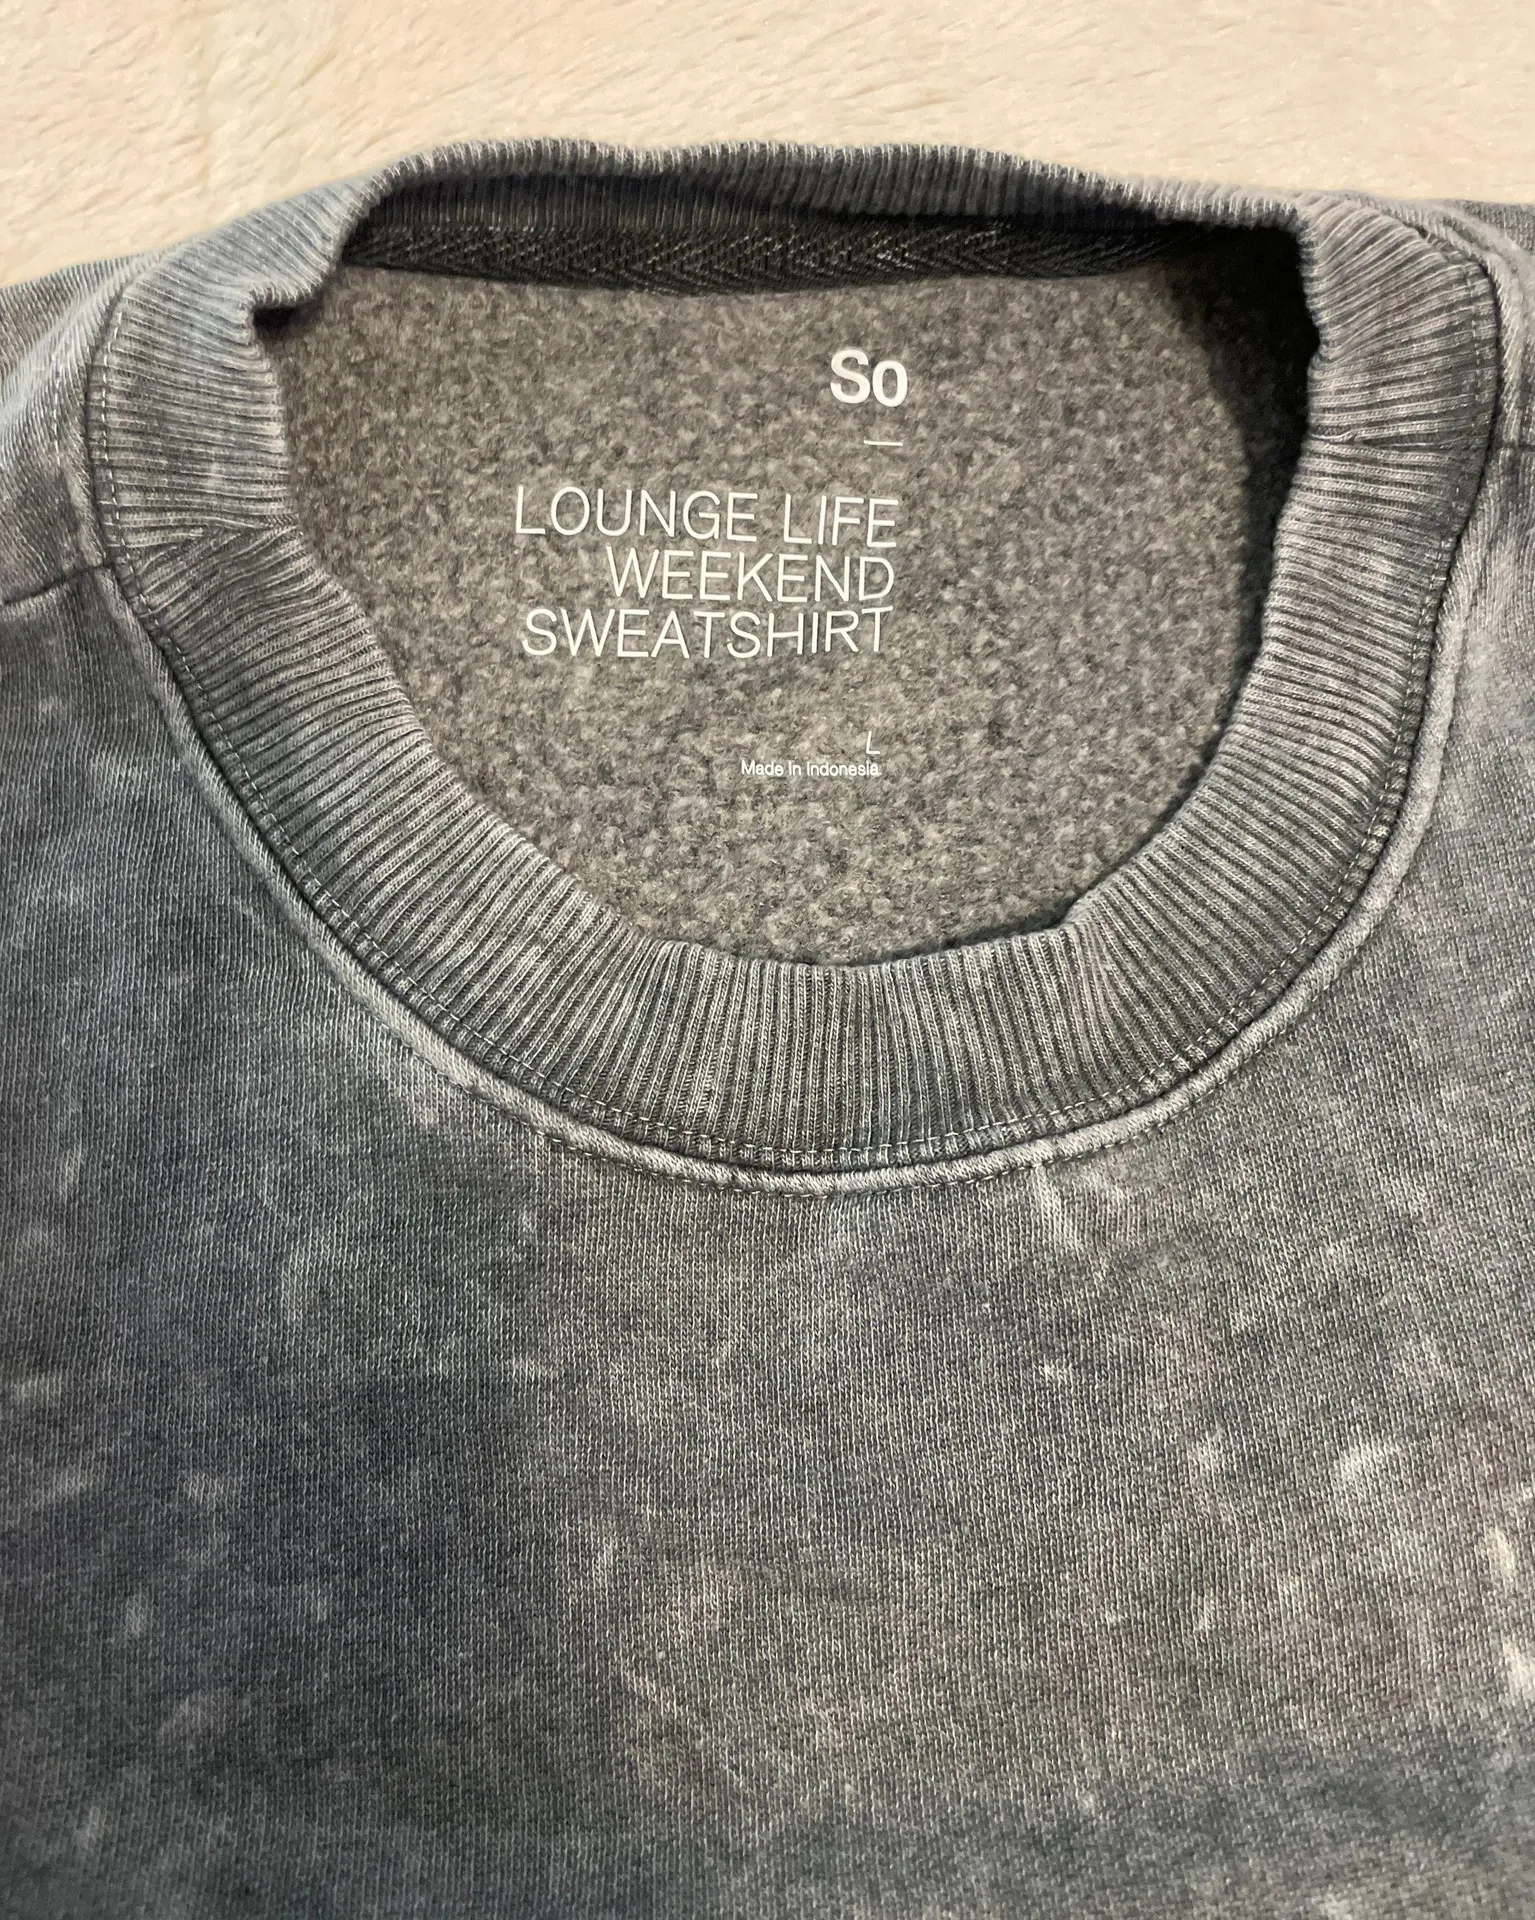 So
LOUNGE LIFE
WEEKEND
SWEATSHIRT
L
Made in Indonesia